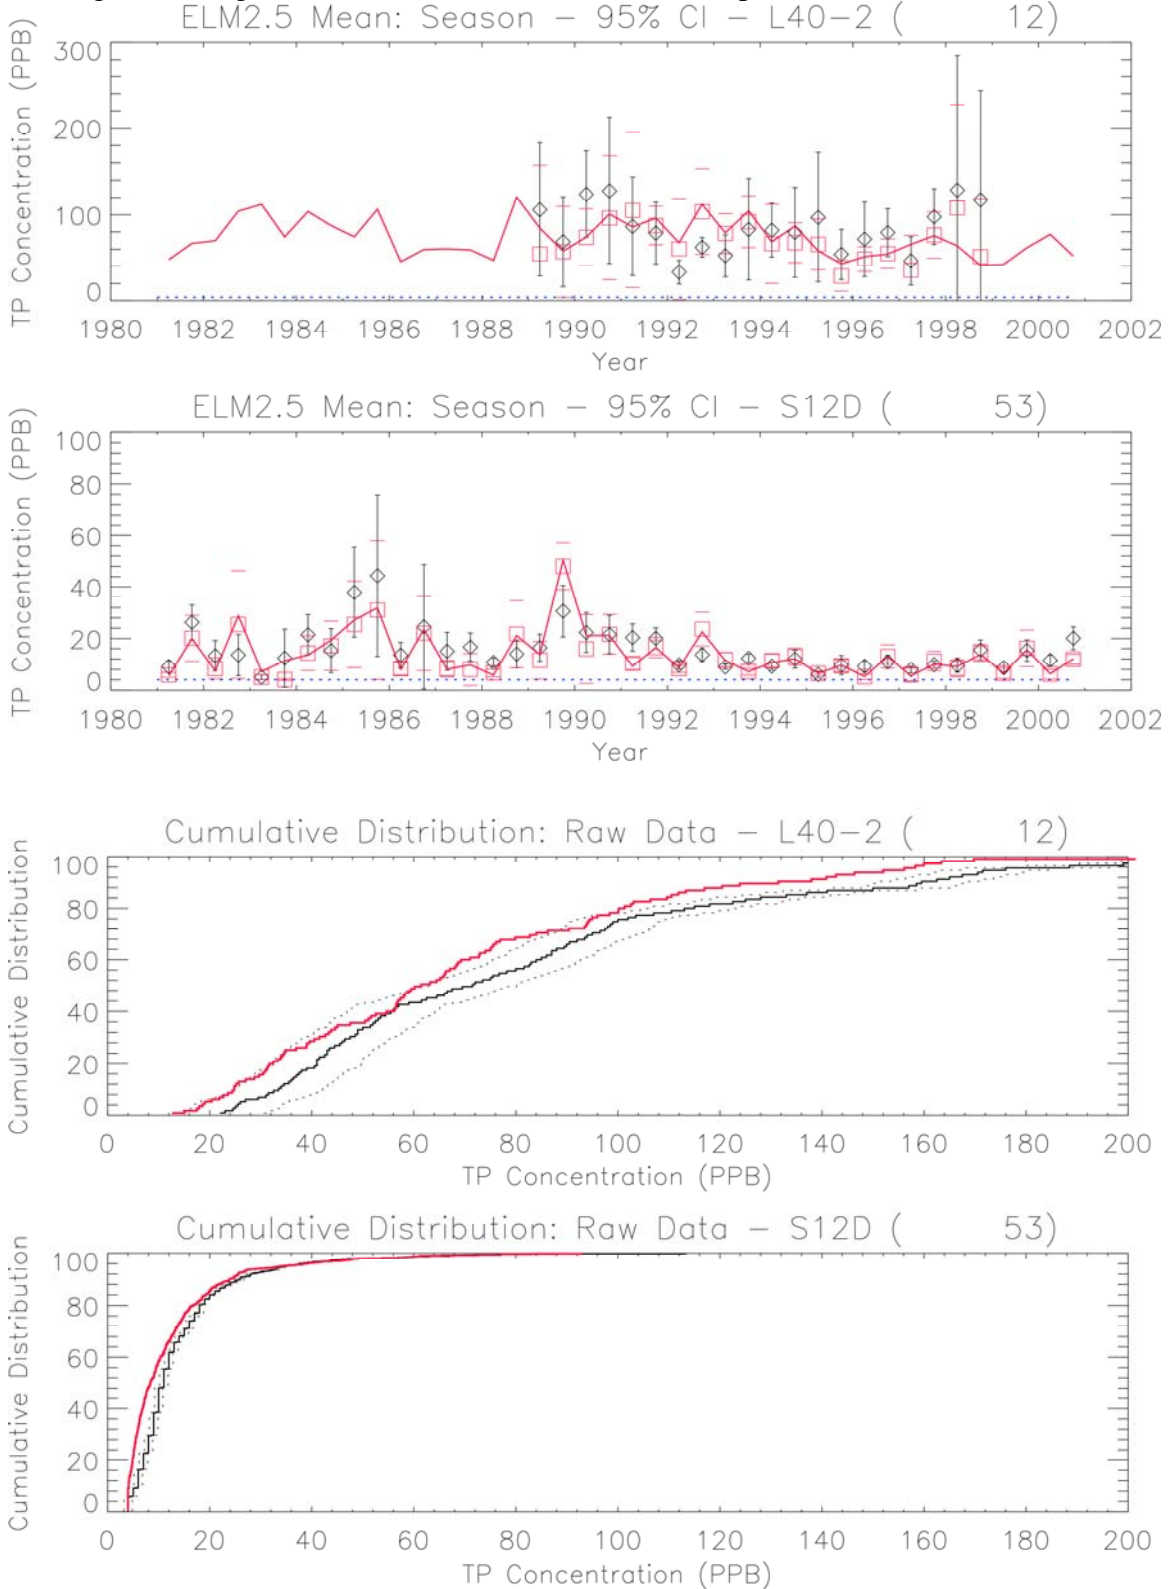 ELM2.5 Mean: Season - 95% CI - L40-2 ( 12)
TP Concentration (PPB)
300
200
100
0
1980 1982 1984 1986 1988 1990 1992 1994 1996 1998 2000 2002
Year
ELM2.5 Mean: Season - 95% CI - S12D ( 53)
TP Concentration (PPB)
100
80
60
40
20
0
1980 1982 1984 1986 1988 1990 1992 1994 1996 1998 2000 2002
Year
Cumulative Distribution: Raw Data - L40-2 ( 12)
Cumulative Distribution
100
80
60
40
20
0
0 20 40 60 80 100 120 140 160 180 200
TP Concentration (PPB)
Cumulative Distribution: Raw Data - S12D ( 53)
Cumulative Distribution
100
80
60
40
20
0
0 20 40 60 80 100 120 140 160 180 200
TP Concentration (PPB)